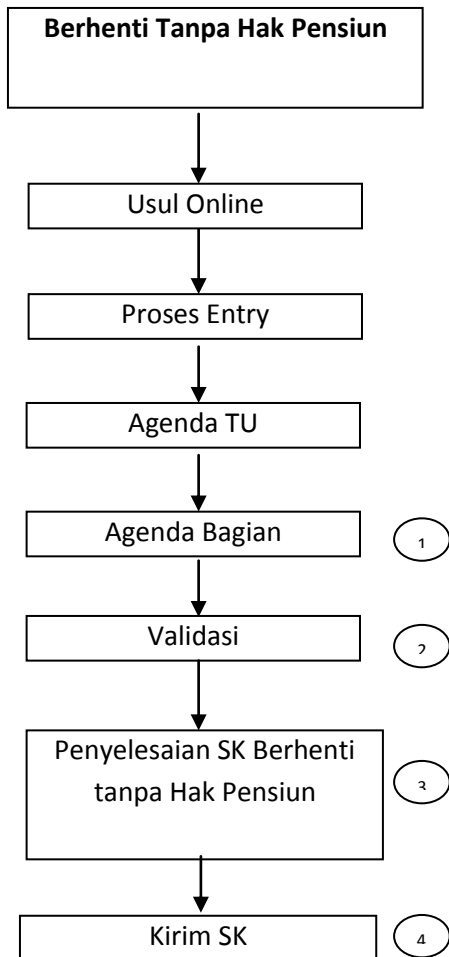 Berhenti Tanpa Hak Pensiun
Usul Online
Proses Entry
Agenda TU
Agenda Bagian
1
Validasi
2
Penyelesaian SK Berhenti
tanpa Hak Pensiun
3
Kirim SK
4